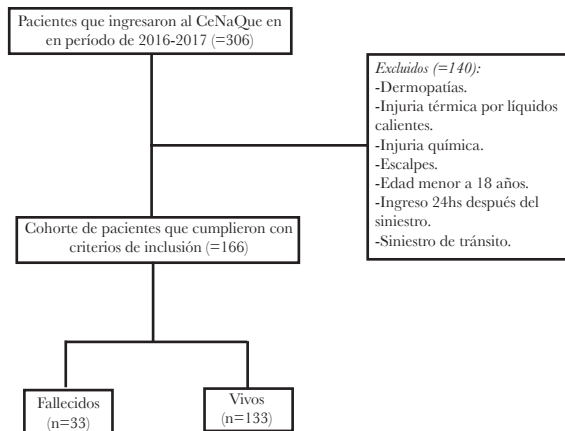 Pacientes que ingresaron al CeNaQue en
en período de 2016-2017 (=306)
Excluidos (=140):
-Dermopatías.
-Injuria térmica por líquidos
calientes.
-Injuria química.
-Escalpes.
-Edad menor a 18 años.
-Ingreso 24hs después del
siniestro.
-Siniestro de tránsito.
Cohorte de pacientes que cumplieron con
criterios de inclusión (=166)
Fallecidos
(n=33)
Vivos
(n=133)